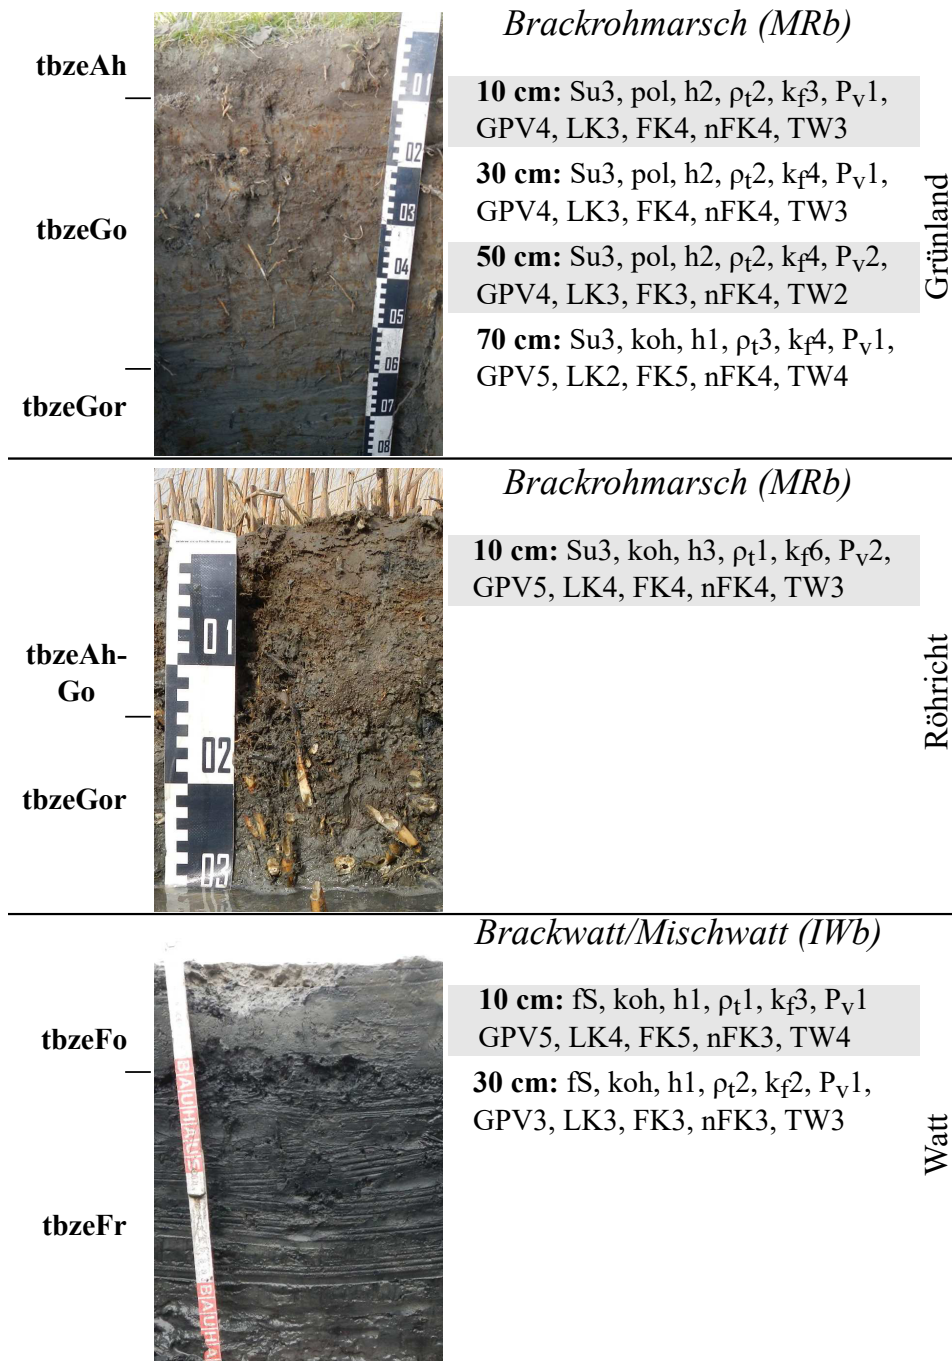 Brackrohmarsch (MRb)
tbzeAh
tbzeGo
tbzeGor
01
02
03
04
05
06
07
08
10 cm: Su3, pol, h2, ρt2, kf3, Pv1,
GPV4, LK3, FK4, nFK4, TW3
30 cm: Su3, pol, h2, ρt2, kf4, Pv1,
GPV4, LK3, FK4, nFK4, TW3
50 cm: Su3, pol, h2, ρt2, kf4, Pv2,
GPV4, LK3, FK3, nFK4, TW2
70 cm: Su3, koh, h1, ρt3, kf4, Pv1,
GPV5, LK2, FK5, nFK4, TW4
Grünland
Brackrohmarsch (MRb)
tbzeAh-
Go
tbzeGor
01
02
03
10 cm: Su3, koh, h3, ρt1, kf6, Pv2,
GPV5, LK4, FK4, nFK4, TW3
Röhricht
Brackwatt/Mischwatt (IWb)
tbzeFo
tbzeFr
BAUHAUS
BAUHA
10 cm: fS, koh, h1, ρt1, kf3, Pv1
GPV5, LK4, FK5, nFK3, TW4
30 cm: fS, koh, h1, ρt2, kf2, Pv1,
GPV3, LK3, FK3, nFK3, TW3
Watt